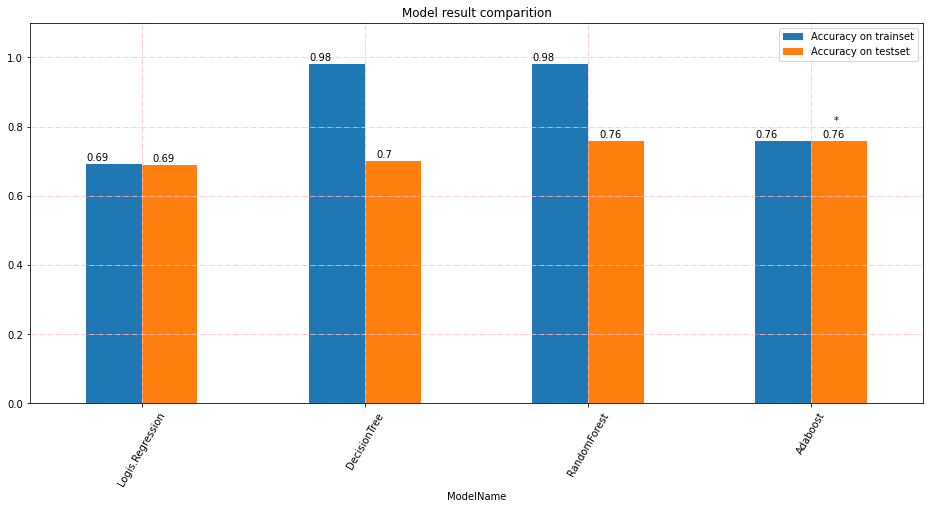 Model result comparition
Accuracy on trainset
Accuracy on testset
1.0
0.8
0.6
0.4
0.2
0.0
0.69
0.69
0.98
0.7
0.98
0.76
0.76
*
0.76
Logis.Regression
DecisionTree
RandomForest
Adaboost
ModelName